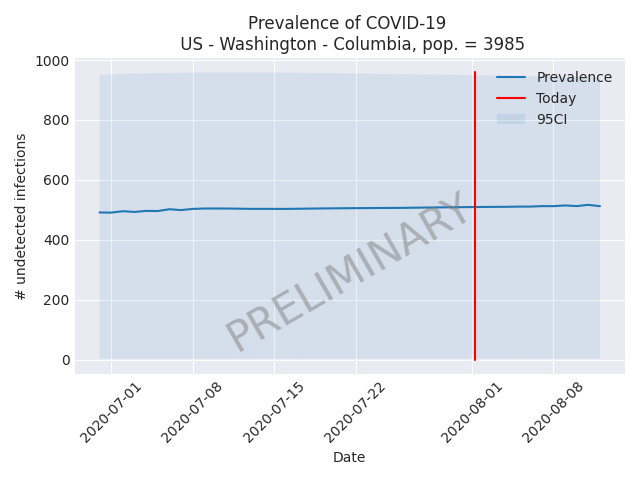 Prevalence of COVID-19
US - Washington - Columbia, pop. = 3985
# undetected infections
1000
800
600
400
200
0
Prevalence
Today
95CI
PRELIMINARY
2020-07-01
2020-07-08
2020-07-15
2020-07-22
2020-08-01
2020-08-08
Date